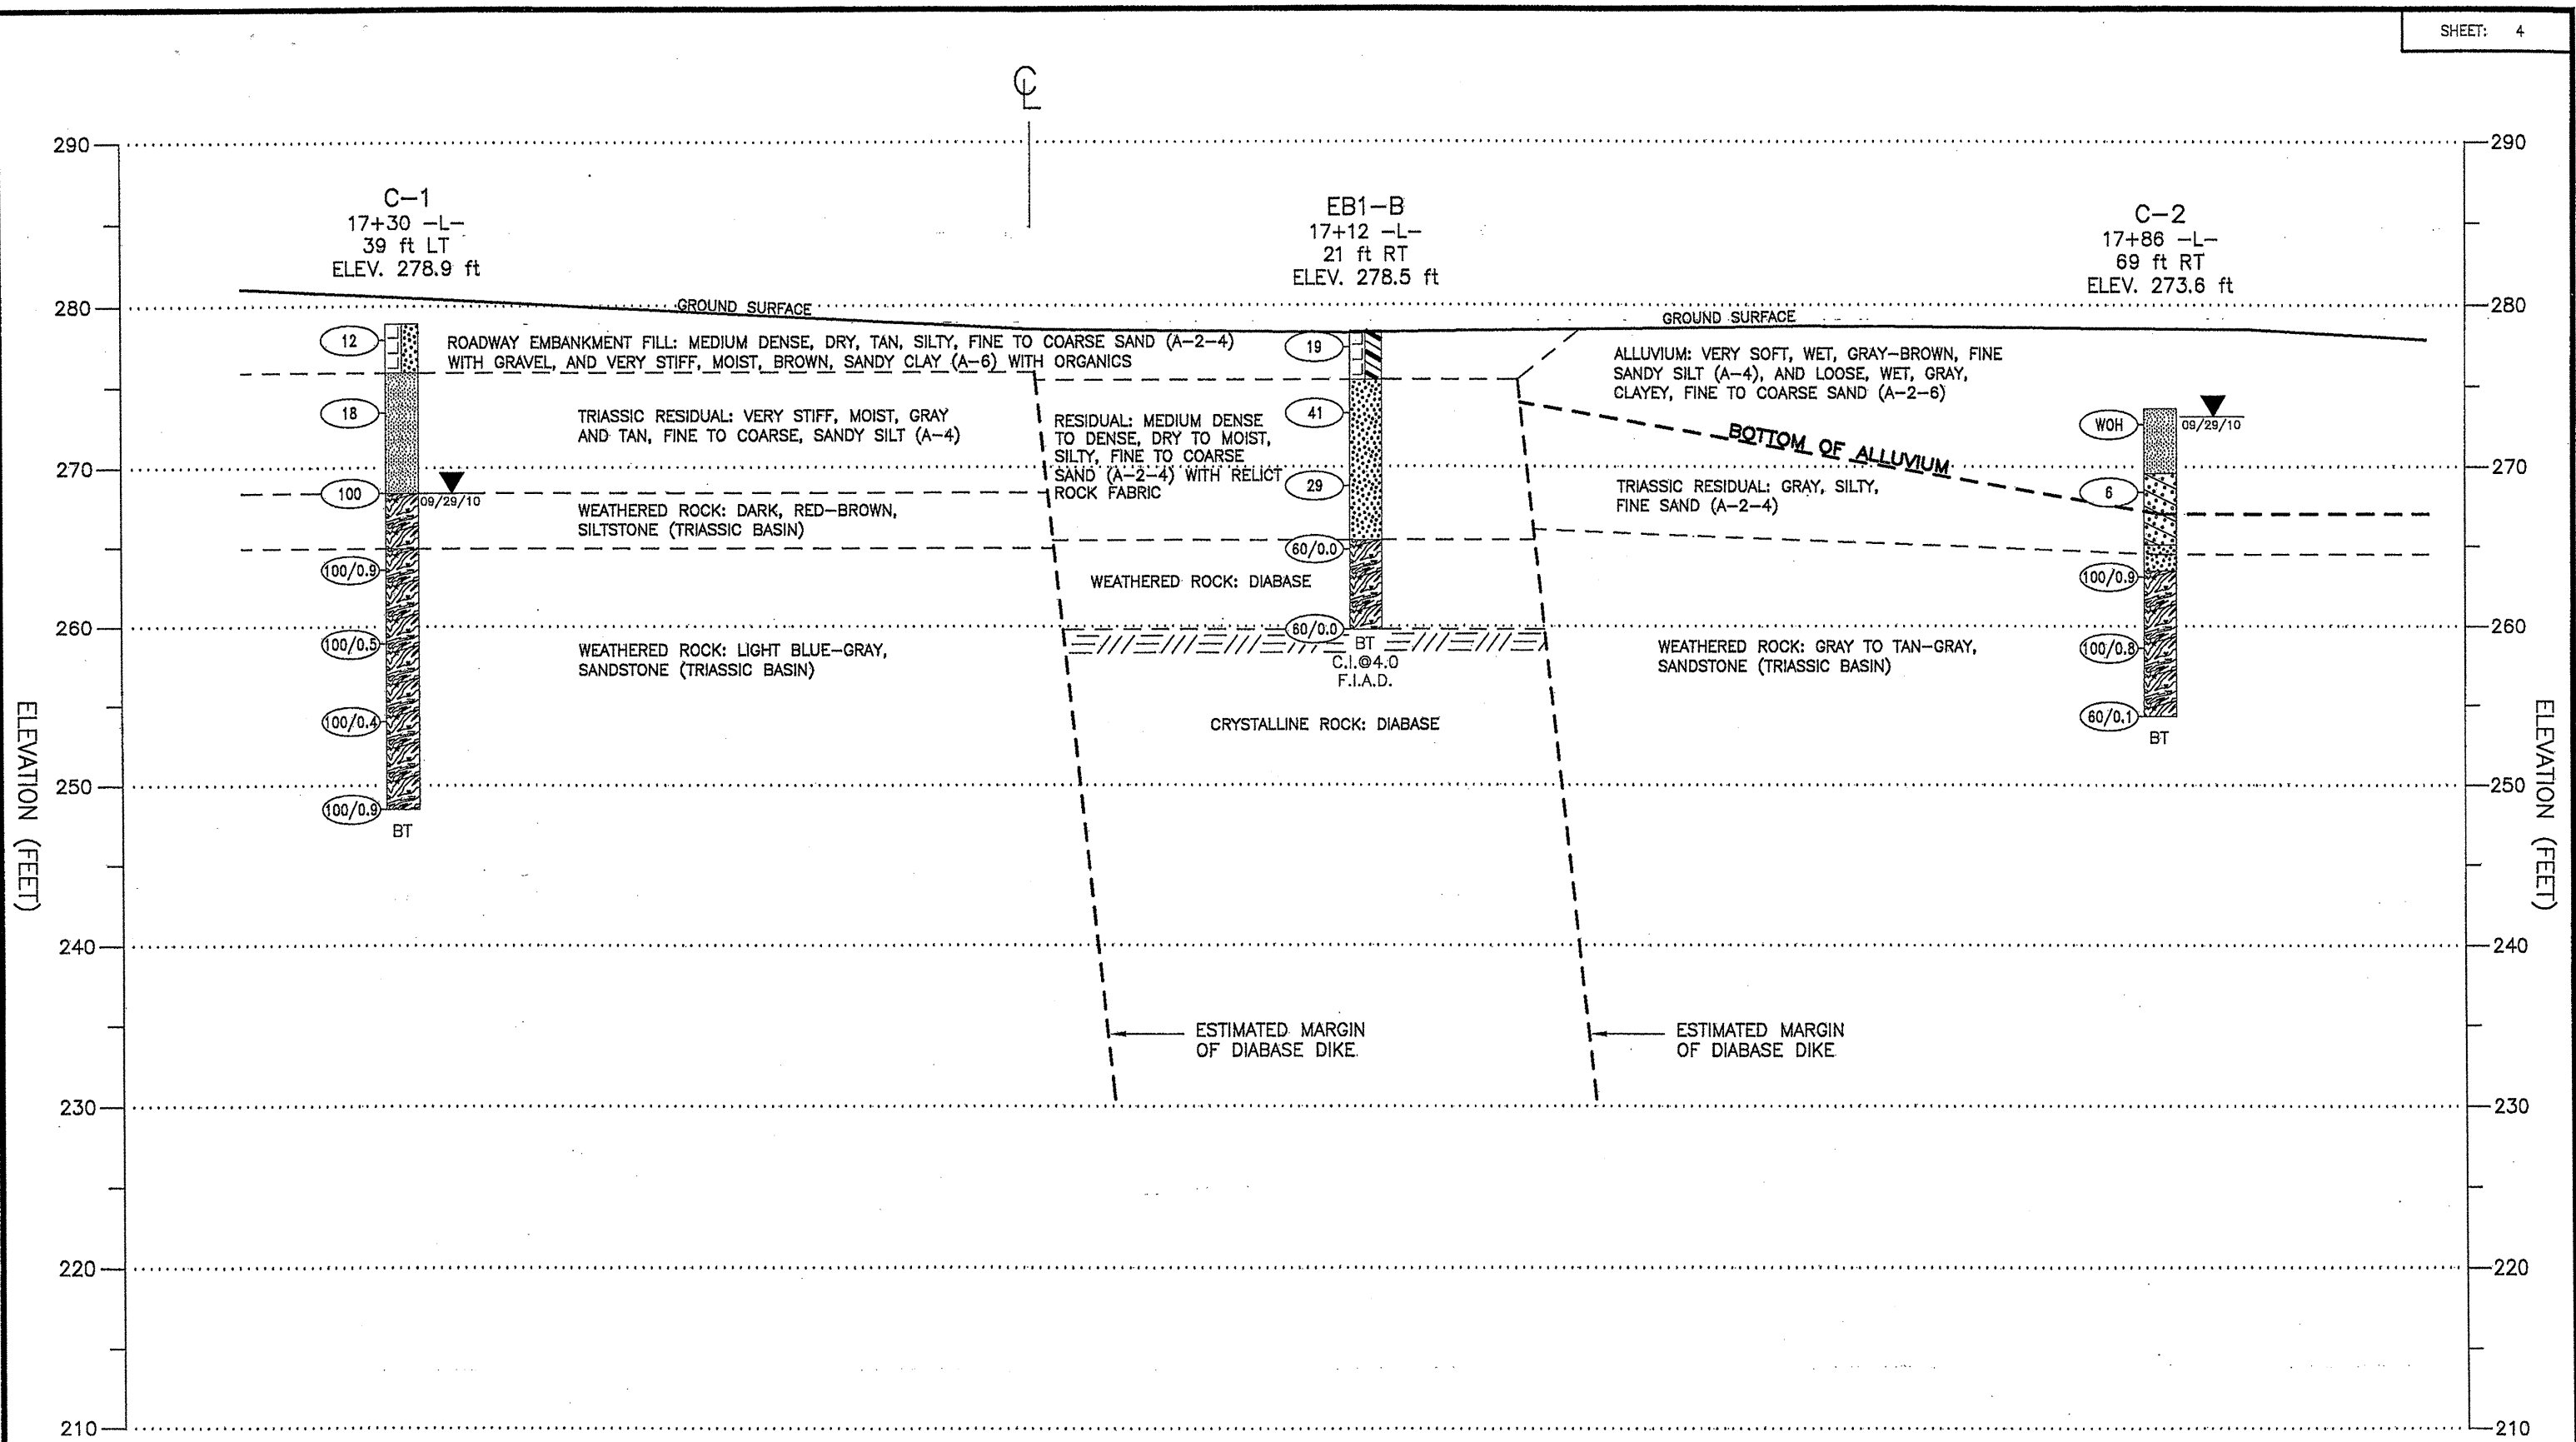 SHEET: 4
℄
290
290
C-1
17+30 -L-
39 ft LT
ELEV. 278.9 ft
EB1-B
17+12 -L-
21 ft RT
ELEV. 278.5 ft
C-2
17+86 -L-
69 ft RT
ELEV. 273.6 ft
280
GROUND SURFACE
GROUND SURFACE
280
12
ROADWAY EMBANKMENT FILL: MEDIUM DENSE, DRY, TAN, SILTY, FINE TO COARSE SAND (A-2-4)
WITH GRAVEL, AND VERY STIFF, MOIST, BROWN, SANDY CLAY (A-6) WITH ORGANICS
19
ALLUVIUM: VERY SOFT, WET, GRAY-BROWN, FINE
SANDY SILT (A-4), AND LOOSE, WET, GRAY,
CLAYEY, FINE TO COARSE SAND (A-2-6)
18
TRIASSIC RESIDUAL: VERY STIFF, MOIST, GRAY
AND TAN, FINE TO COARSE, SANDY SILT (A-4)
RESIDUAL: MEDIUM DENSE
TO DENSE, DRY TO MOIST,
SILTY, FINE TO COARSE
SAND (A-2-4) WITH RELICT
ROCK FABRIC
41
BOTTOM OF ALLUVIUM
WOH
09/29/10
270
270
100
09/29/10
WEATHERED ROCK: DARK, RED-BROWN,
SILTSTONE (TRIASSIC BASIN)
29
TRIASSIC RESIDUAL: GRAY, SILTY,
FINE SAND (A-2-4)
6
100/0.9
60/0.0
WEATHERED ROCK: DIABASE
100/0.9
260
260
60/0.0
BT
C.I.@4.0
F.I.A.D.
100/0.5
WEATHERED ROCK: LIGHT BLUE-GRAY,
SANDSTONE (TRIASSIC BASIN)
WEATHERED ROCK: GRAY TO TAN-GRAY,
SANDSTONE (TRIASSIC BASIN)
100/0.8
100/0.4
CRYSTALLINE ROCK: DIABASE
60/0.1
BT
ELEVATION (FEET)
ELEVATION (FEET)
250
250
100/0.9
BT
240
240
ESTIMATED MARGIN
OF DIABASE DIKE
ESTIMATED MARGIN
OF DIABASE DIKE
230
230
220
220
210
210